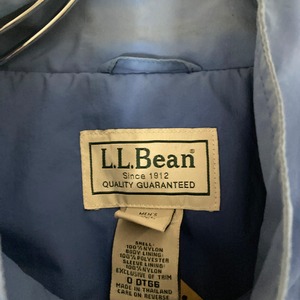 L.L.Bean®
Since 1912
QUALITY GUARANTEED
MEN'S
SHELL:
100%NYLON
BODY LINING:
100%POLYESTER
SLEEVE LINING:
100%NYLON
EXCLUSIVE OF TRIM
0 DTG6
MADE IN THAILAND
CARE ON REVERSE